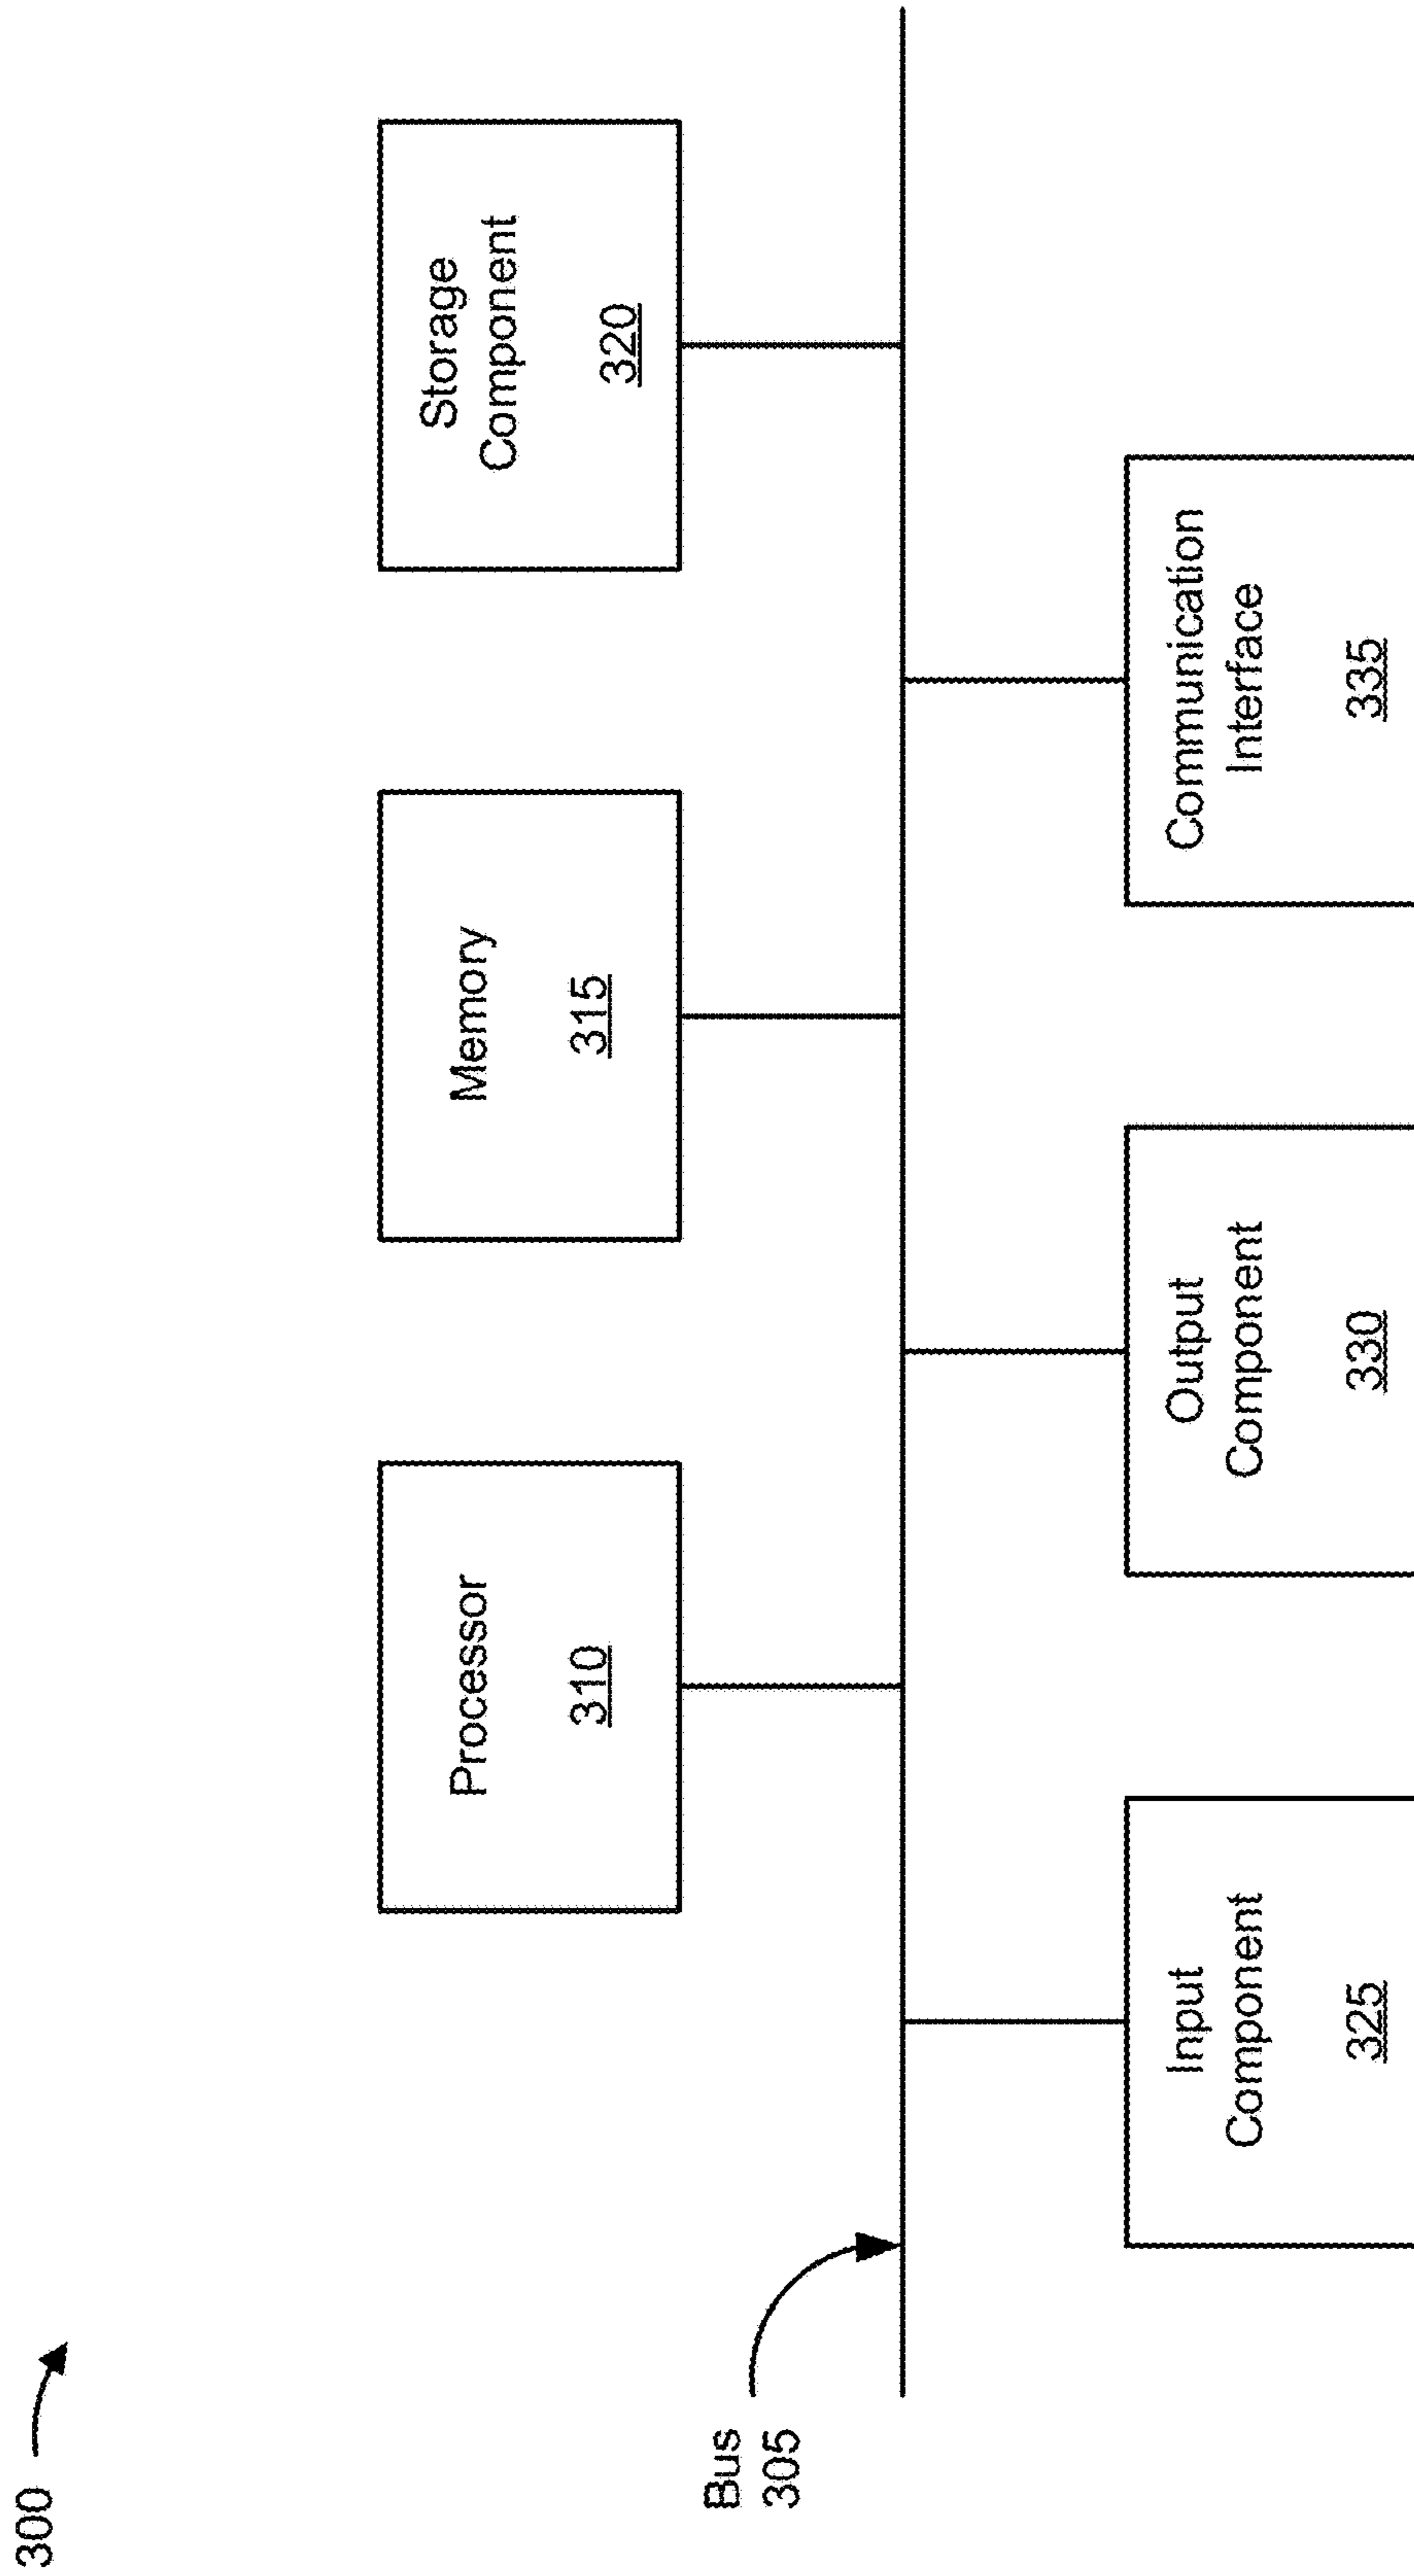 300
Processor
310
Memory
315
Storage
Component
320
Bus
305
Input
Component
325
Output
Component
330
Communication
Interface
335